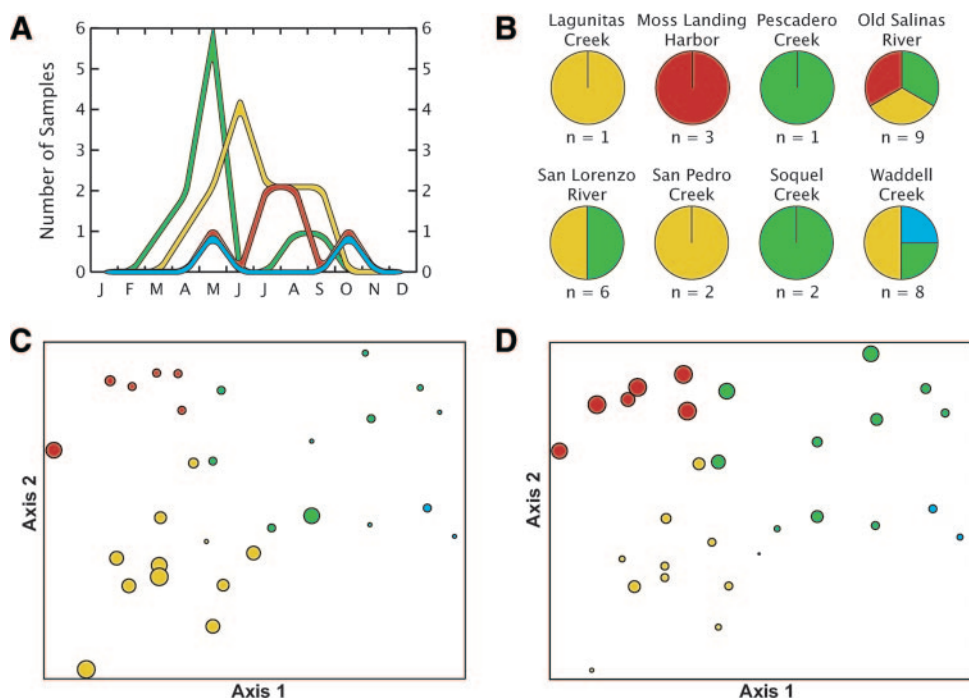 A
Number of Samples
6
5
4
3
2
1
0
6
5
4
3
2
1
0
J F M A M J J A S O N D
B
Lagunitas
Creek
n = 1
Moss Landing
Harbor
n = 3
Pescadero
Creek
n = 1
Old Salinas
River
n = 9
San Lorenzo
River
n = 6
San Pedro
Creek
n = 2
Soquel
Creek
n = 2
Waddell
Creek
n = 8
C
Axis 2
Axis 1
D
Axis 2
Axis 1